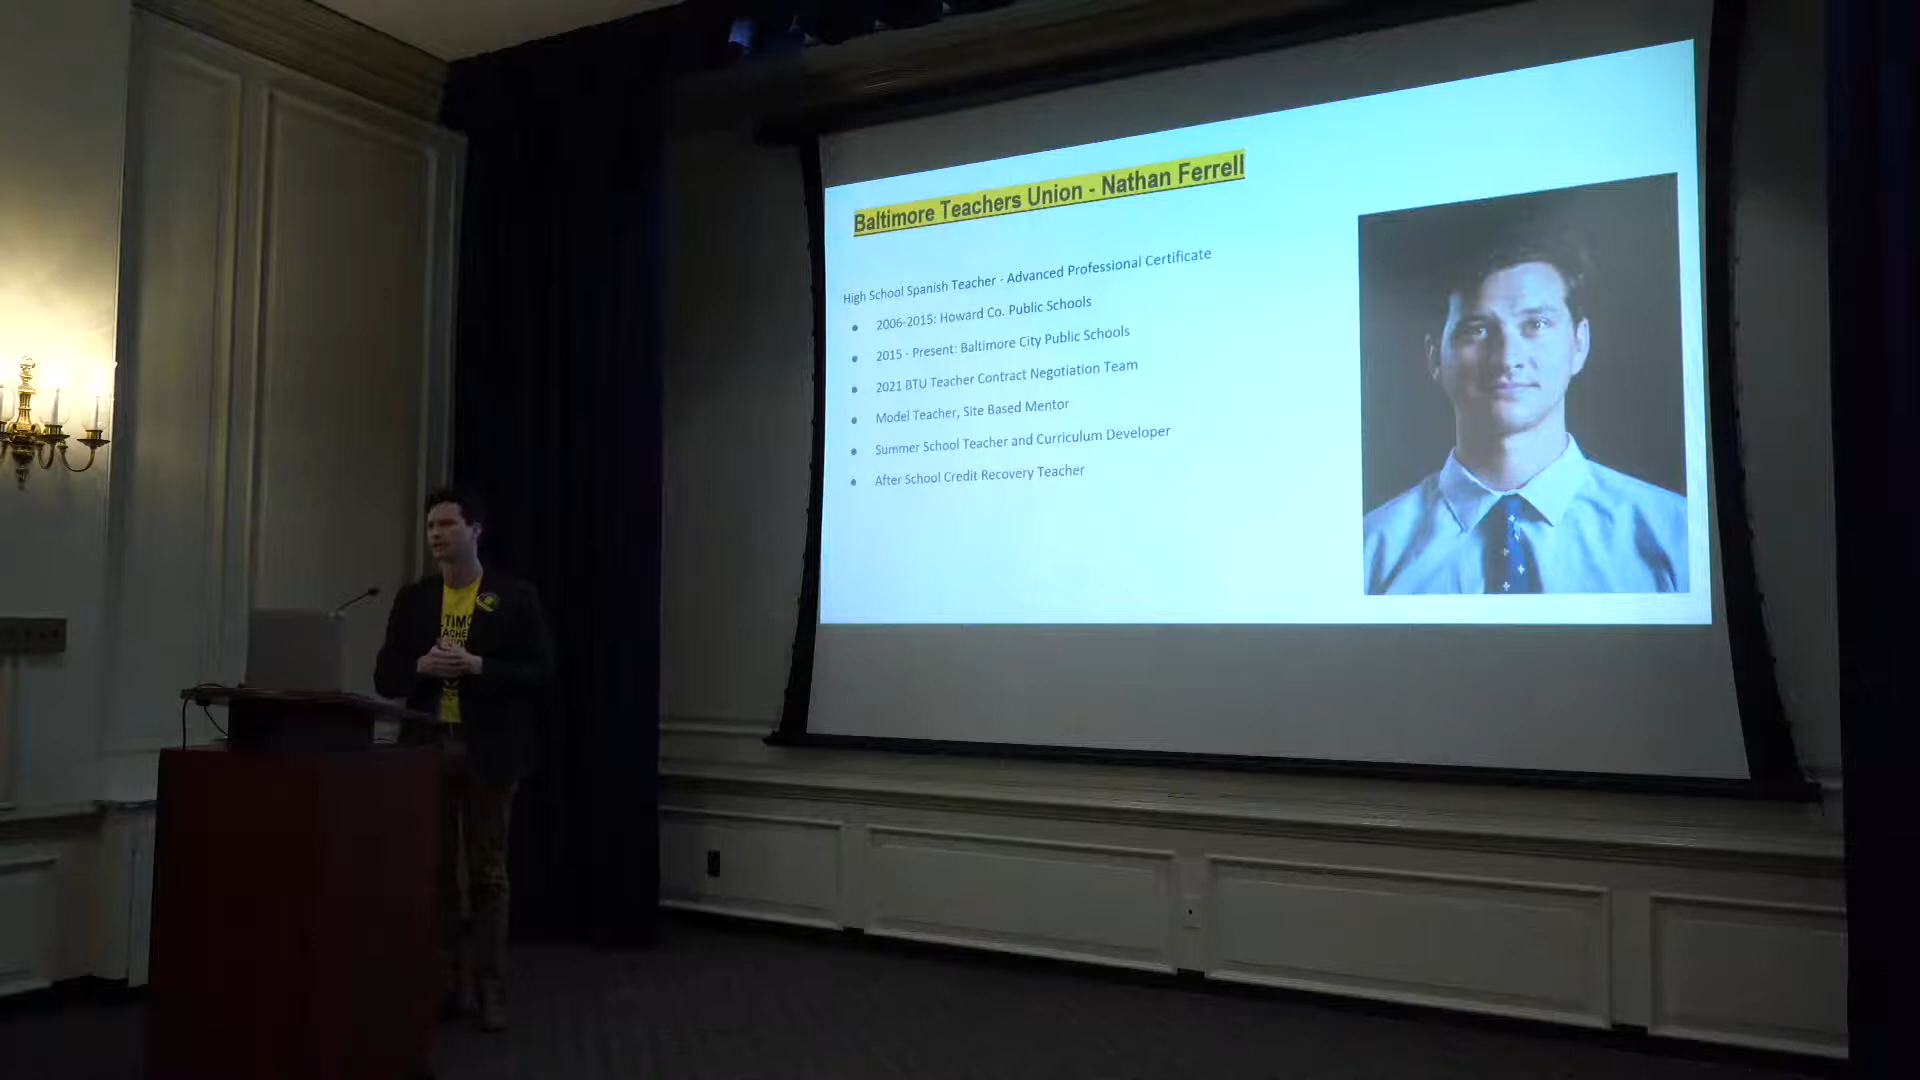 Baltimore Teachers Union - Nathan Ferrell
High School Spanish Teacher - Advanced Professional Certificate
● 2006-2015: Howard Co. Public Schools
● 2015 - Present: Baltimore City Public Schools
● 2021 BTU Teacher Contract Negotiation Team
● Model Teacher, Site Based Mentor
● Summer School Teacher and Curriculum Developer
● After School Credit Recovery Teacher